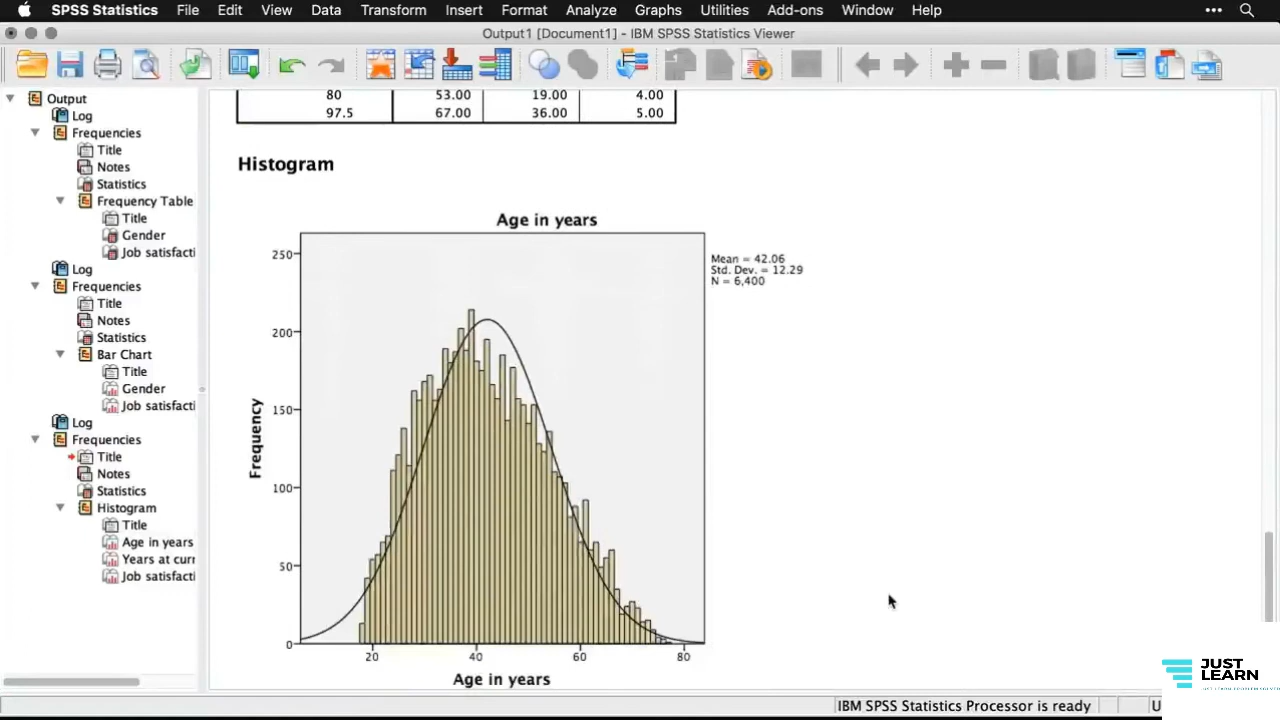 SPSS Statistics File Edit View Data Transform Insert Format Analyze Graphs Utilities Add-ons Window Help
Output1 [Document1] - IBM SPSS Statistics Viewer
Output
Log
Frequencies
Title
Notes
Statistics
Frequency Table
Title
Gender
Job satisfacti
Log
Frequencies
Title
Notes
Statistics
Bar Chart
Title
Gender
Job satisfacti
Log
Frequencies
Title
Notes
Statistics
Histogram
Title
Age in years
Years at curr
Job satisfacti
80 53.00 19.00 4.00
97.5 67.00 36.00 5.00
Histogram
Age in years
Mean = 42.06
Std. Dev. = 12.29
N = 6,400
Frequency
250
200
150
100
50
0
20 40 60 80
Age in years
IBM SPSS Statistics Processor is ready
U
JUST
LEARN